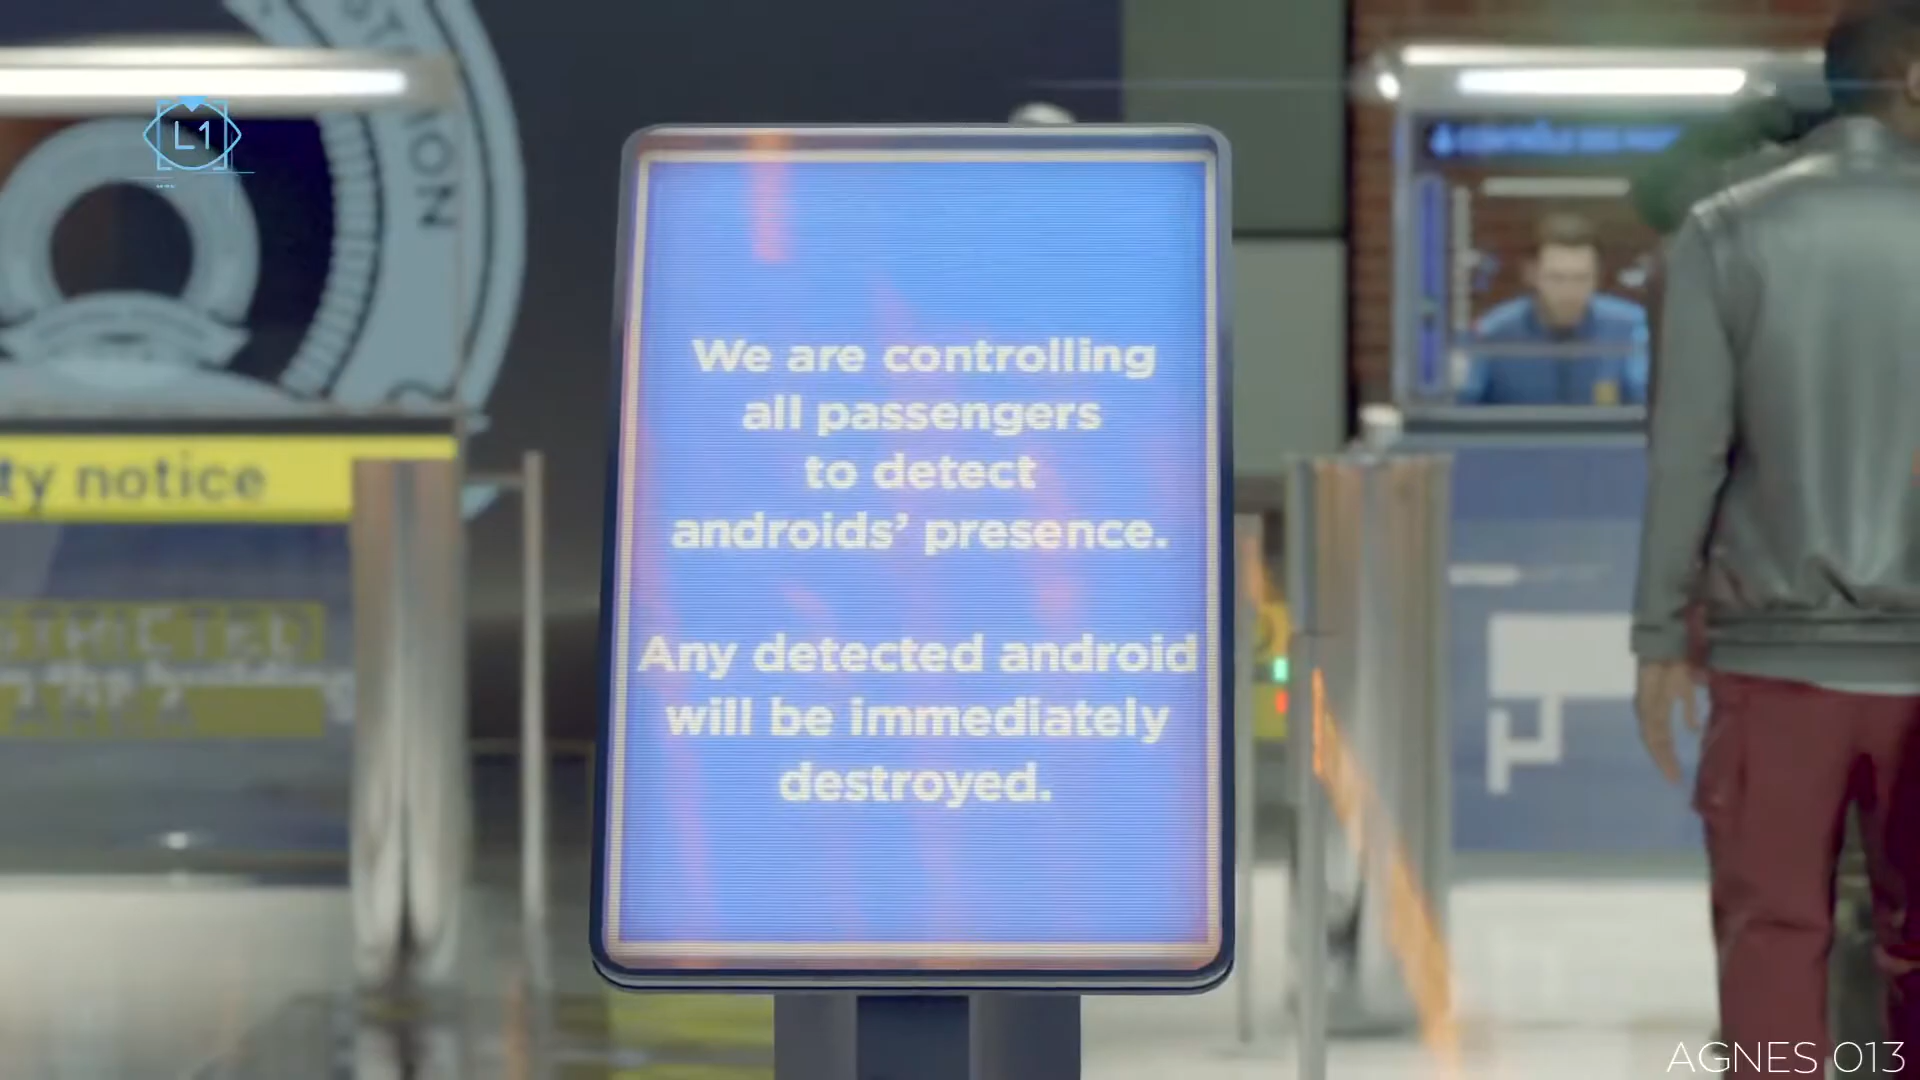 L1
ION
ty notice
We are controlling
all passengers
to detect
androids’ presence.
Any detected android
will be immediately
destroyed.
AGNES 013